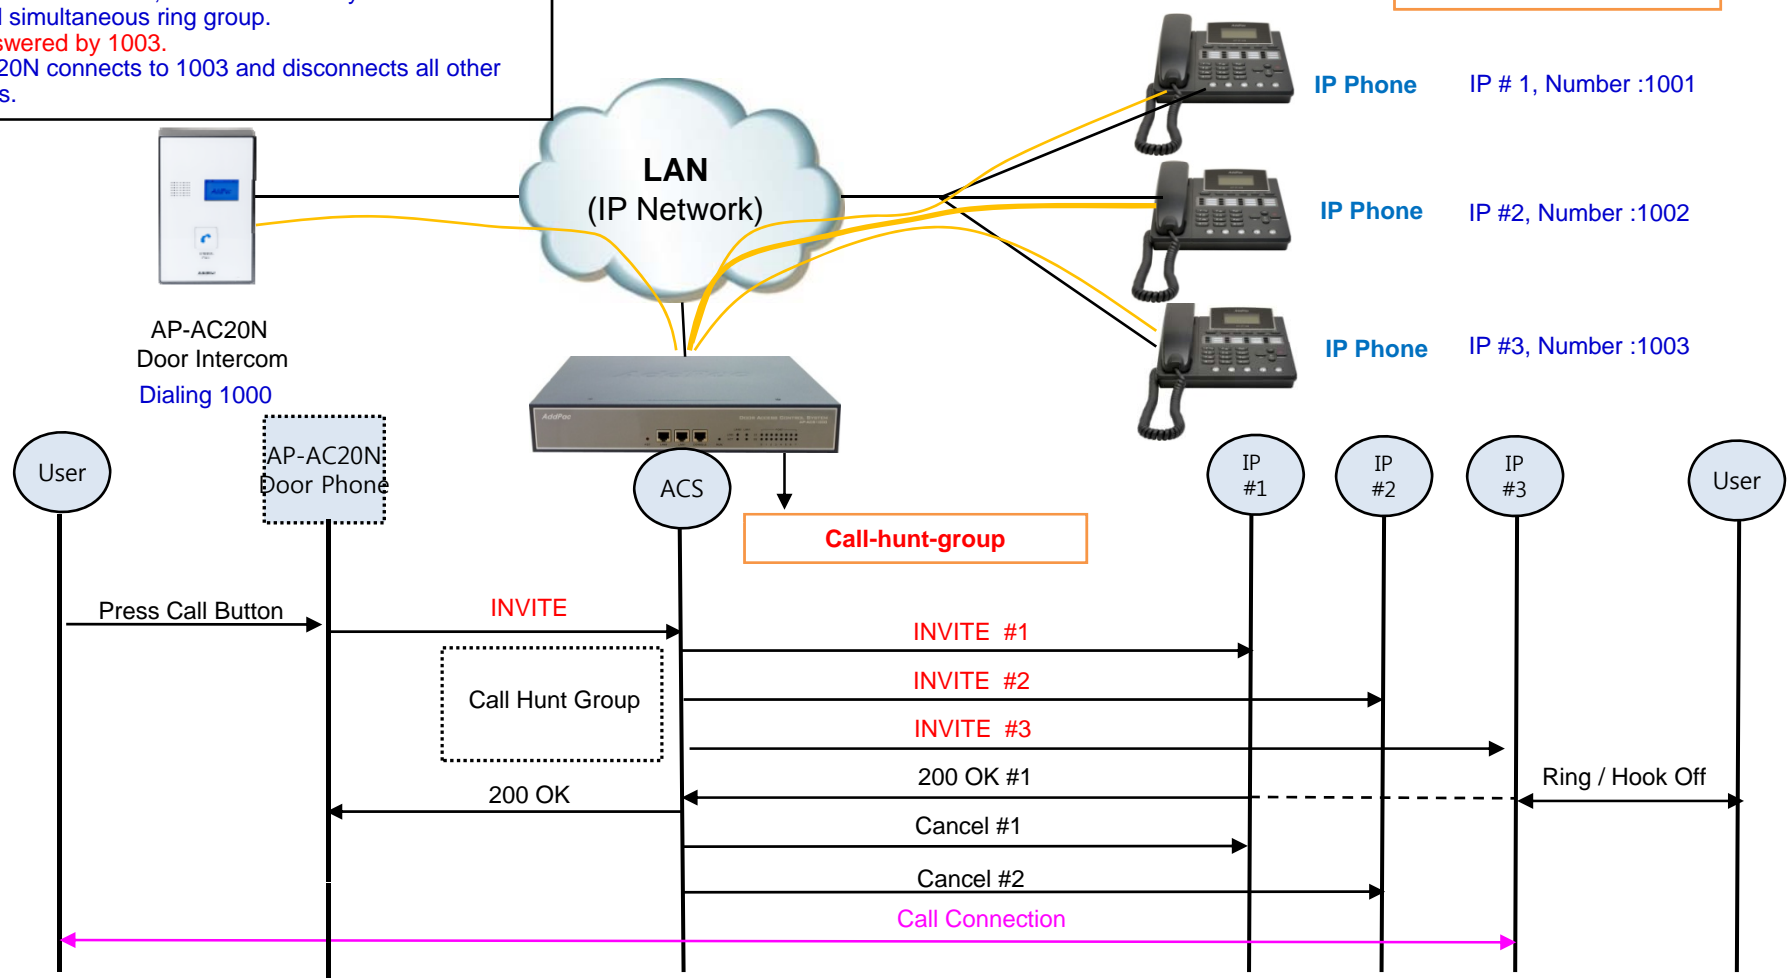 simultaneous ring group.
swered by 1003.
20N connects to 1003 and disconnects all other
s.
LAN
(IP Network)
IP Phone
IP # 1, Number :1001
IP Phone
IP #2, Number :1002
IP Phone
IP #3, Number :1003
AP-AC20N
Door Intercom
Dialing 1000
AddPac
User
AP-AC20N
Door Phone
ACS
IP
#1
IP
#2
IP
#3
User
Call-hunt-group
Press Call Button
INVITE
INVITE #1
Call Hunt Group
INVITE #2
INVITE #3
200 OK #1
Ring / Hook Off
200 OK
Cancel #1
Cancel #2
Call Connection